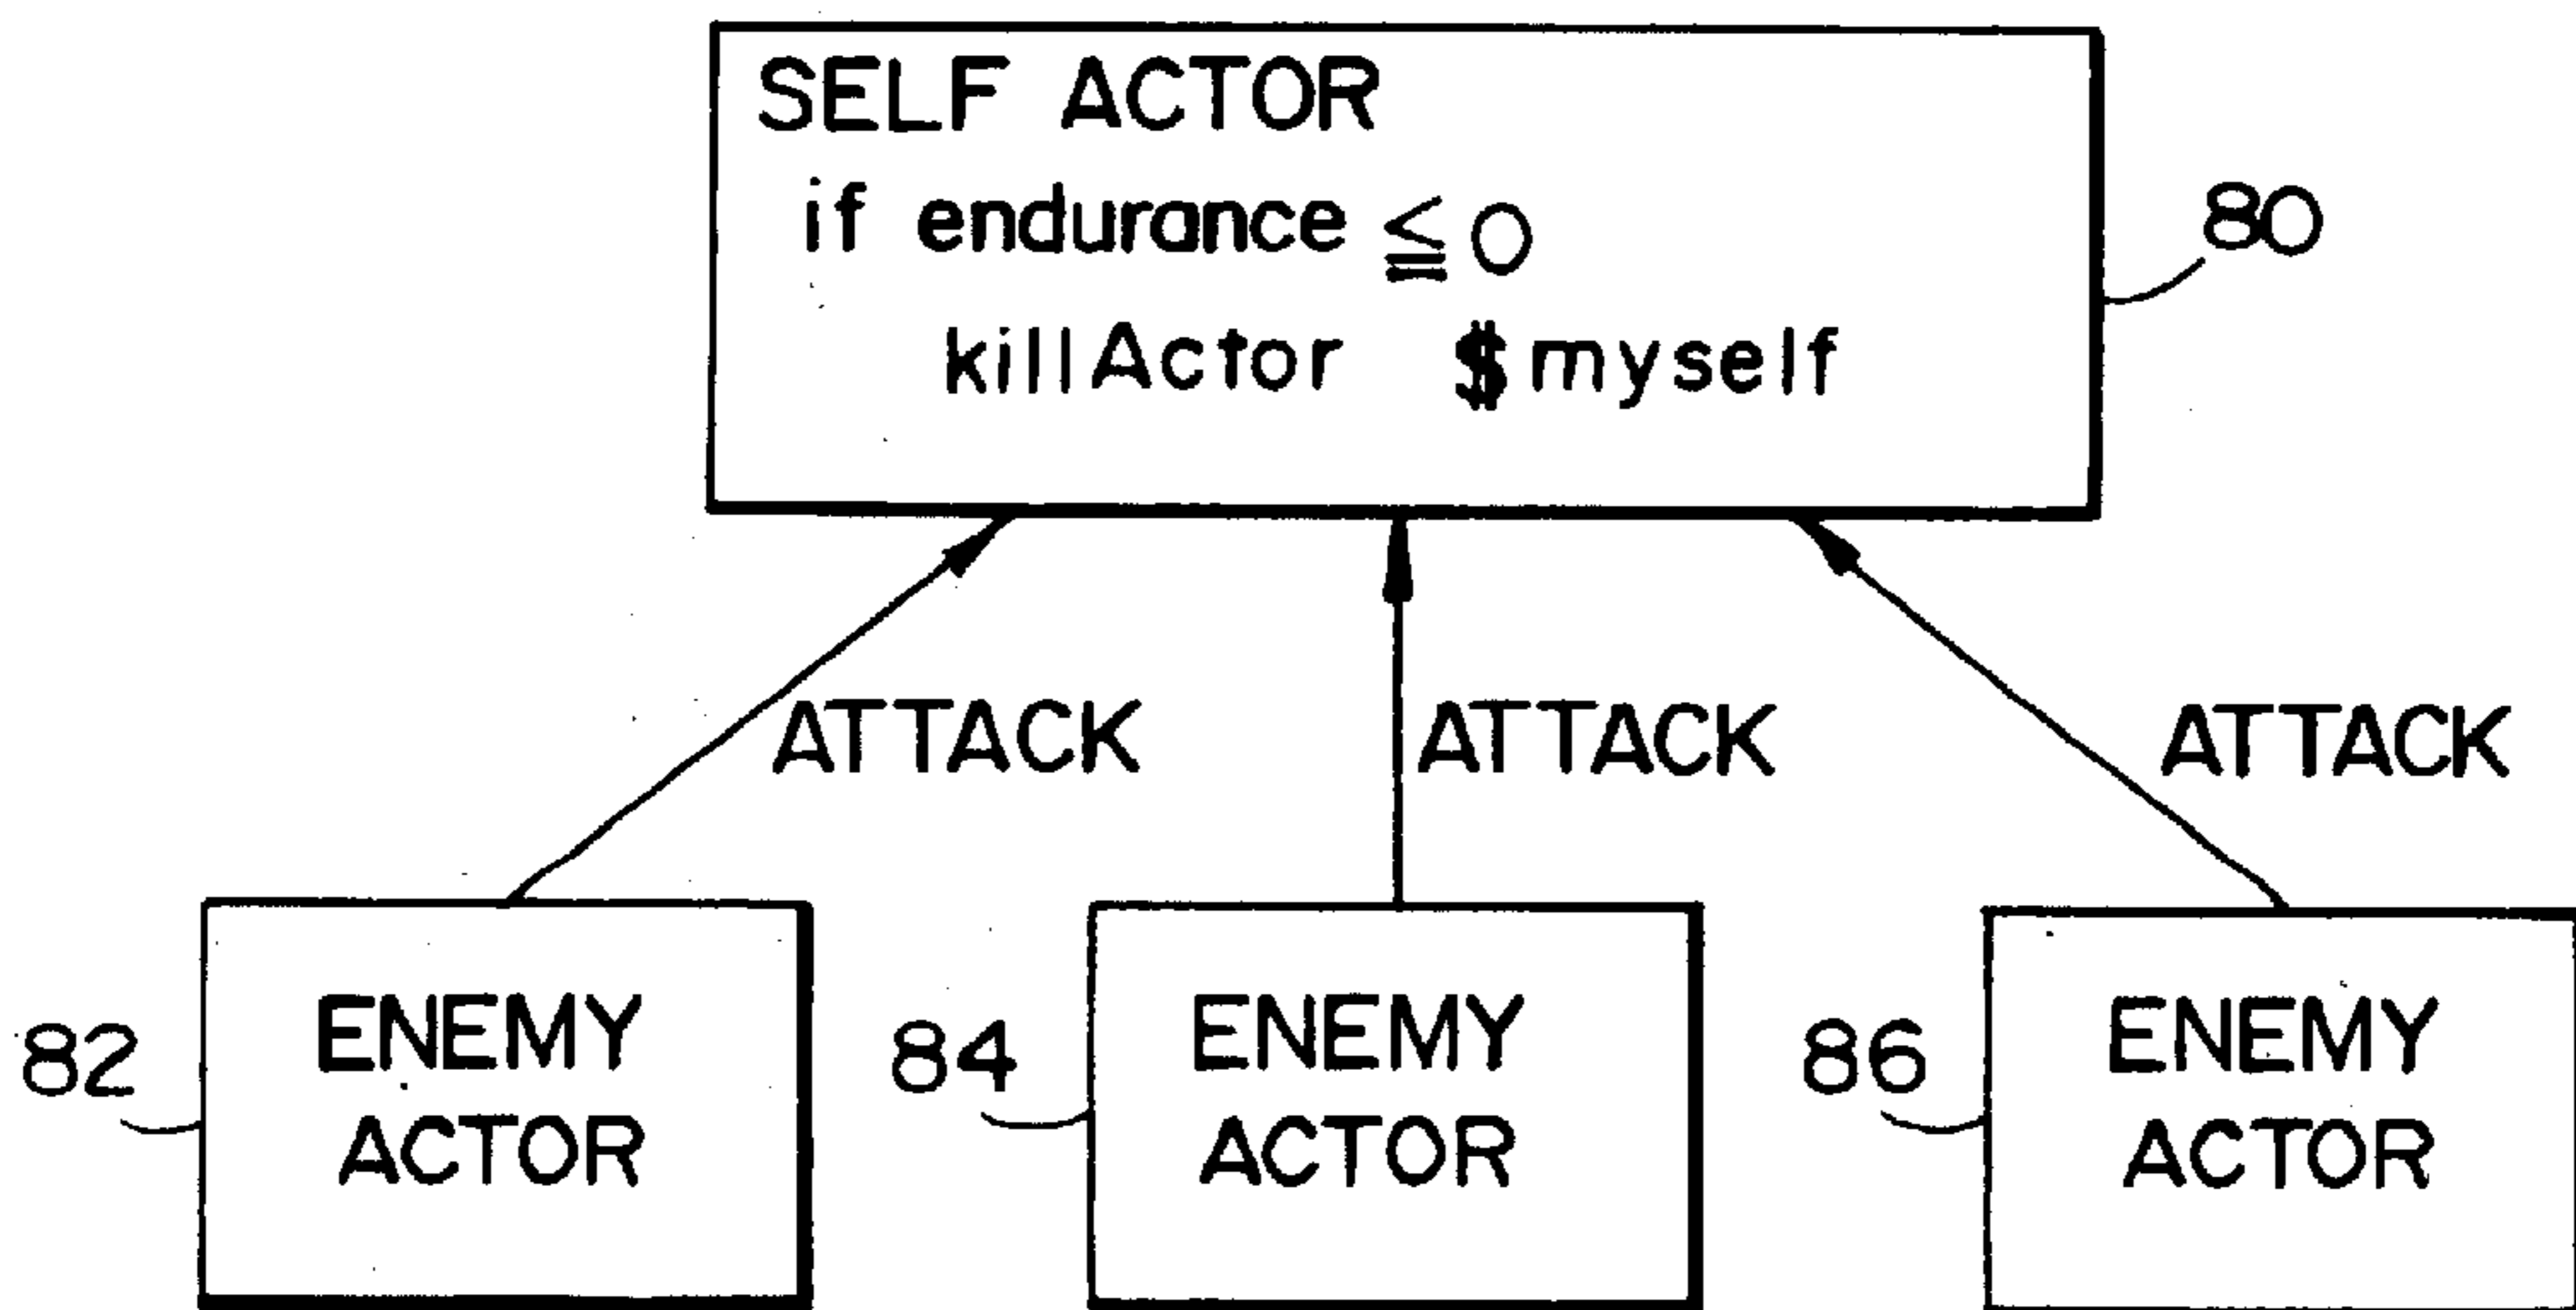 SELF ACTOR
if endurance ≦ 0
killActor $myself
80
ATTACK ATTACK ATTACK
82 ENEMY ACTOR
84 ENEMY ACTOR
86 ENEMY ACTOR